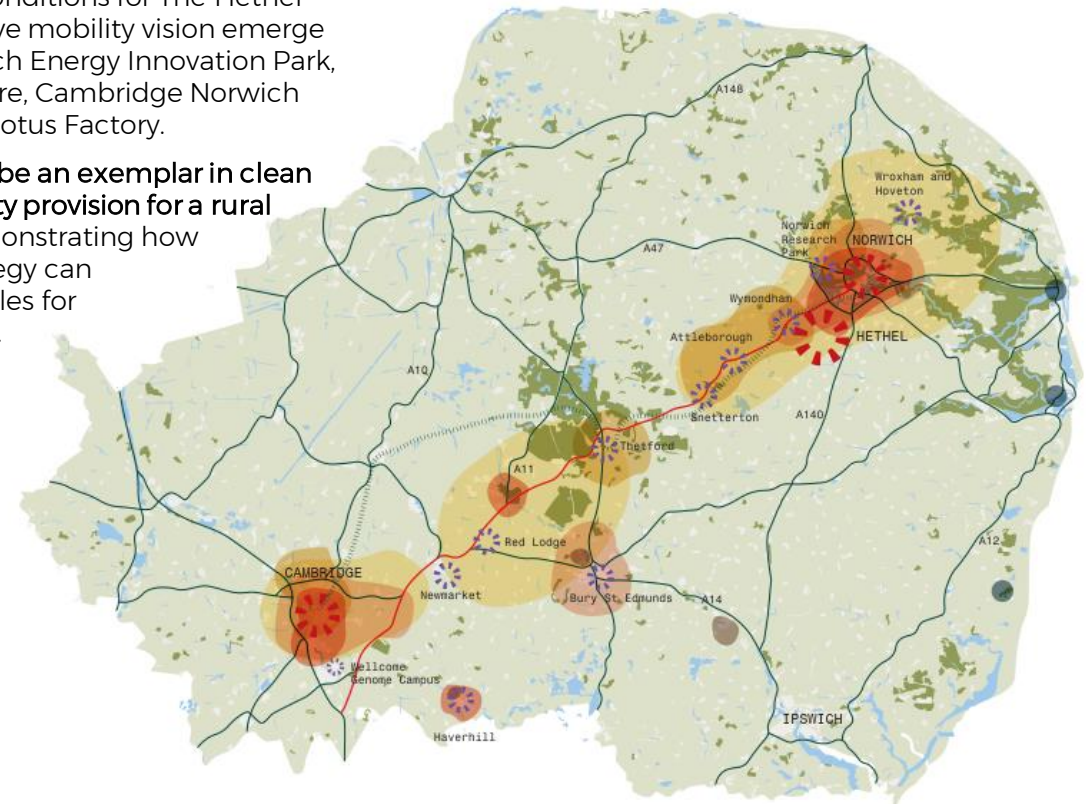 onditions for The Hethel
ve mobility vision emerge
ch Energy Innovation Park,
re, Cambridge Norwich
otus Factory.
be an exemplar in clean
ty provision for a rural
onstrating how
egy can
les for
A148
Wroxham and
Hoveton
Norwich
Research
Park
NORWICH
A47
Wymondham
HETHEL
Attleborough
A10
Snetterton
A140
Thetford
A11
Red Lodge
A12
CAMBRIDGE
Newmarket
Bury St Edmunds
A14
Wellcome
Genome Campus
IPSWICH
Haverhill